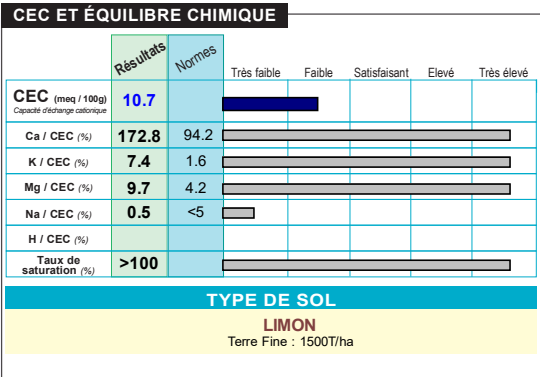 CEC ET ÉQUILIBRE CHIMIQUE
Résultats Normes Très faible Faible Satisfaisant Elevé Très élevé
CEC (meq / 100g) 10.7
Capacité d'échange cationique
Ca / CEC (%) 172.8 94.2
K / CEC (%) 7.4 1.6
Mg / CEC (%) 9.7 4.2
Na / CEC (%) 0.5 <5
H / CEC (%)
Taux de
saturation (%) >100
TYPE DE SOL
LIMON
Terre Fine : 1500T/ha